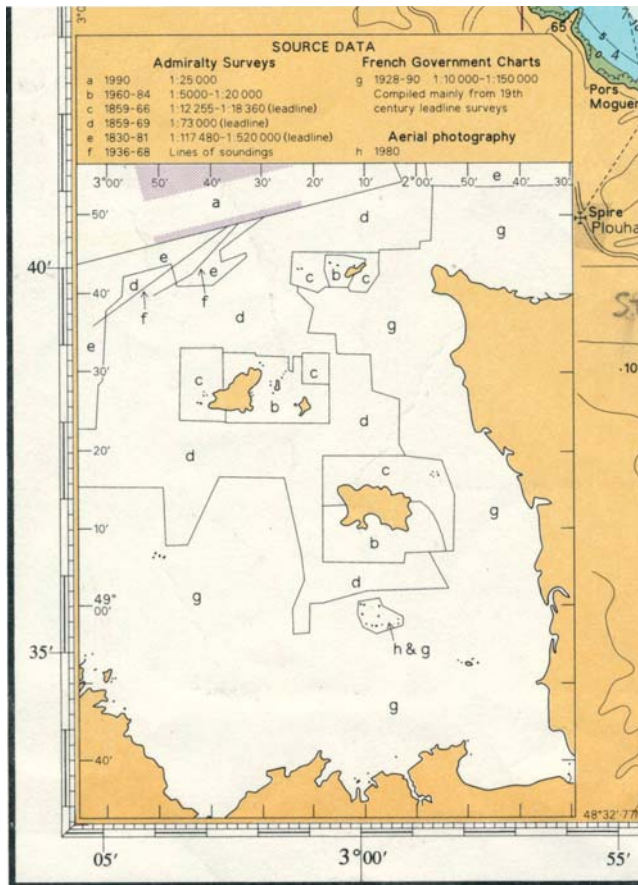 65
SOURCE DATA
Admiralty Surveys
a 1990 1:25 000
b 1960-84 1:5000-1:20 000
c 1859-66 1:12 255-1:18 360 (leadline)
d 1859-69 1:73 000 (leadline)
e 1830-81 1:117 480-1:520 000 (leadline)
f 1936-68 Lines of soundings
French Government Charts
g 1928-90 1:10 000-1:150 000
Compiled mainly from 19th
century leadline surveys
Aerial photography
h 1980
Pors
Moguer
3°00' 50' 40' 30' 20' 10' 2°00' 50' 40' 30'
e
a
50'
d
Spire
Plouha
g
e
40'
e
c b c
d
f
40'
f
d
g
e
30'
c
c
b
10
20'
d
d
c
10'
g
b
49°
00'
g
d
35'
h & g
g
40'
48°32'·77
05'
3°00'
55'